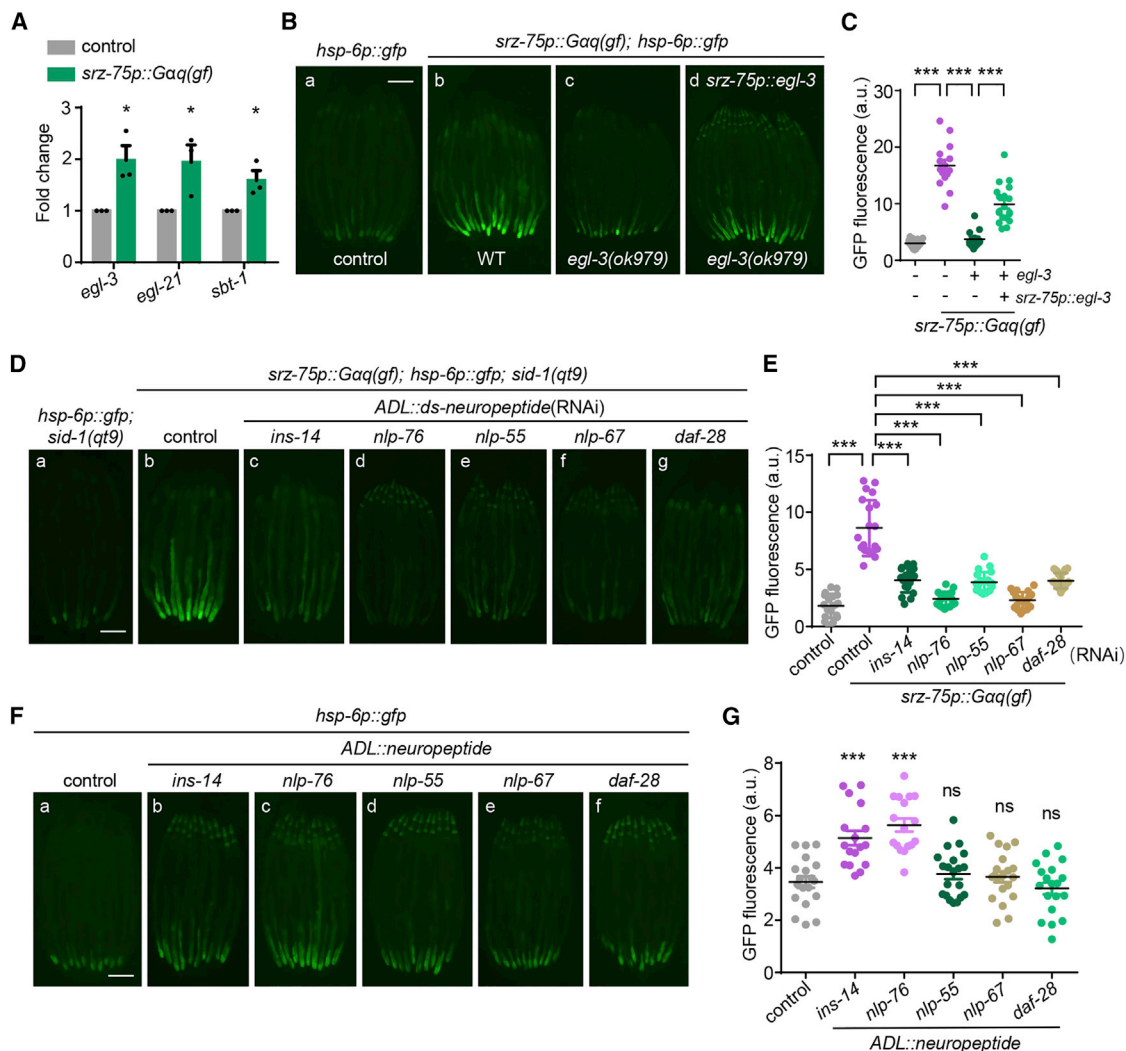 A
control
srz-75p::Gαq(gf)
Fold change
3
2
1
0
* * *
egl-3 egl-21 sbt-1
B
hsp-6p::gfp
srz-75p::Gαq(gf); hsp-6p::gfp
a b c d srz-75p::egl-3
control WT egl-3(ok979) egl-3(ok979)
C
*** *** ***
GFP fluorescence (a.u.)
30
20
10
0
- - + + egl-3
- - - + srz-75p::egl-3
srz-75p::Gαq(gf)
D
srz-75p::Gαq(gf); hsp-6p::gfp; sid-1(qt9)
ADL::ds-neuropeptide(RNAi)
hsp-6p::gfp;
sid-1(qt9)
control ins-14 nlp-76 nlp-55 nlp-67 daf-28
a b c d e f g
E
***
***
***
***
*** ***
GFP fluorescence (a.u.)
15
10
5
0
control control ins-14 nlp-76 nlp-55 nlp-67 daf-28 (RNAi)
srz-75p::Gαq(gf)
F
hsp-6p::gfp
ADL::neuropeptide
control ins-14 nlp-76 nlp-55 nlp-67 daf-28
a b c d e f
G
*** *** ns ns ns
GFP fluorescence (a.u.)
8
6
4
2
0
control ins-14 nlp-76 nlp-55 nlp-67 daf-28
ADL::neuropeptide